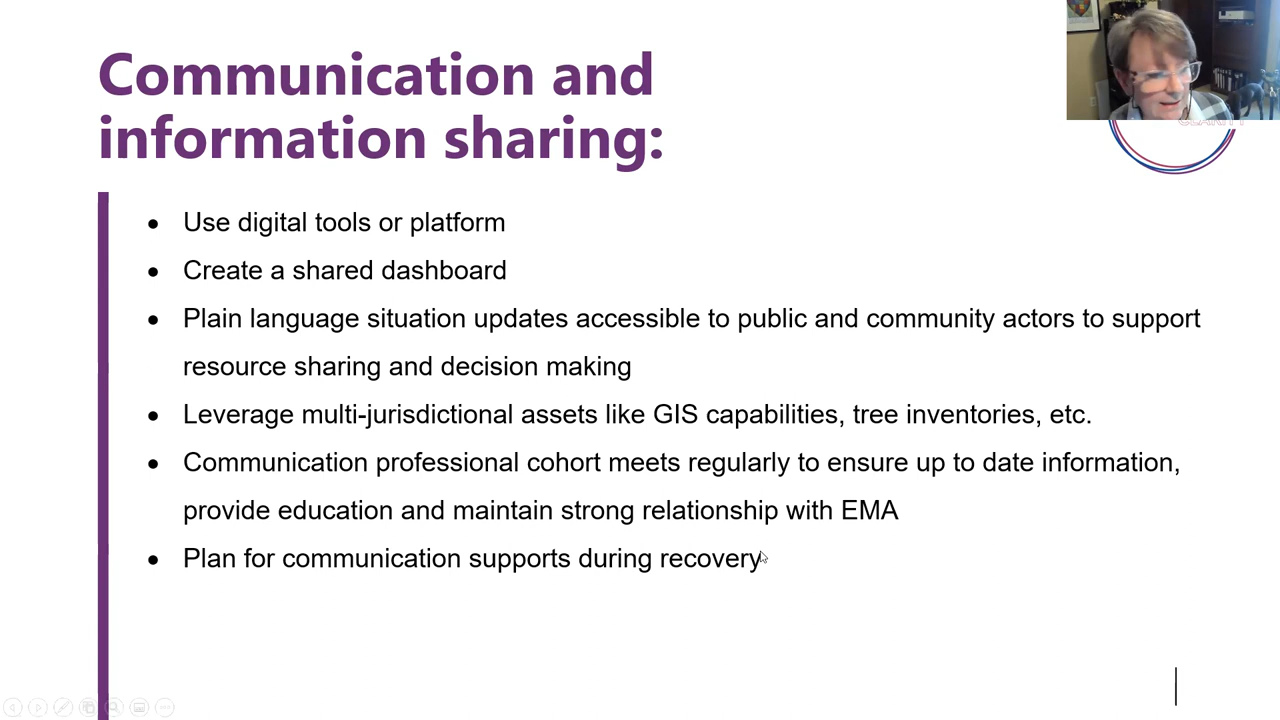 Communication and
information sharing:
Use digital tools or platform
Create a shared dashboard
Plain language situation updates accessible to public and community actors to support
resource sharing and decision making
Leverage multi-jurisdictional assets like GIS capabilities, tree inventories, etc.
Communication professional cohort meets regularly to ensure up to date information,
provide education and maintain strong relationship with EMA
Plan for communication supports during recovery